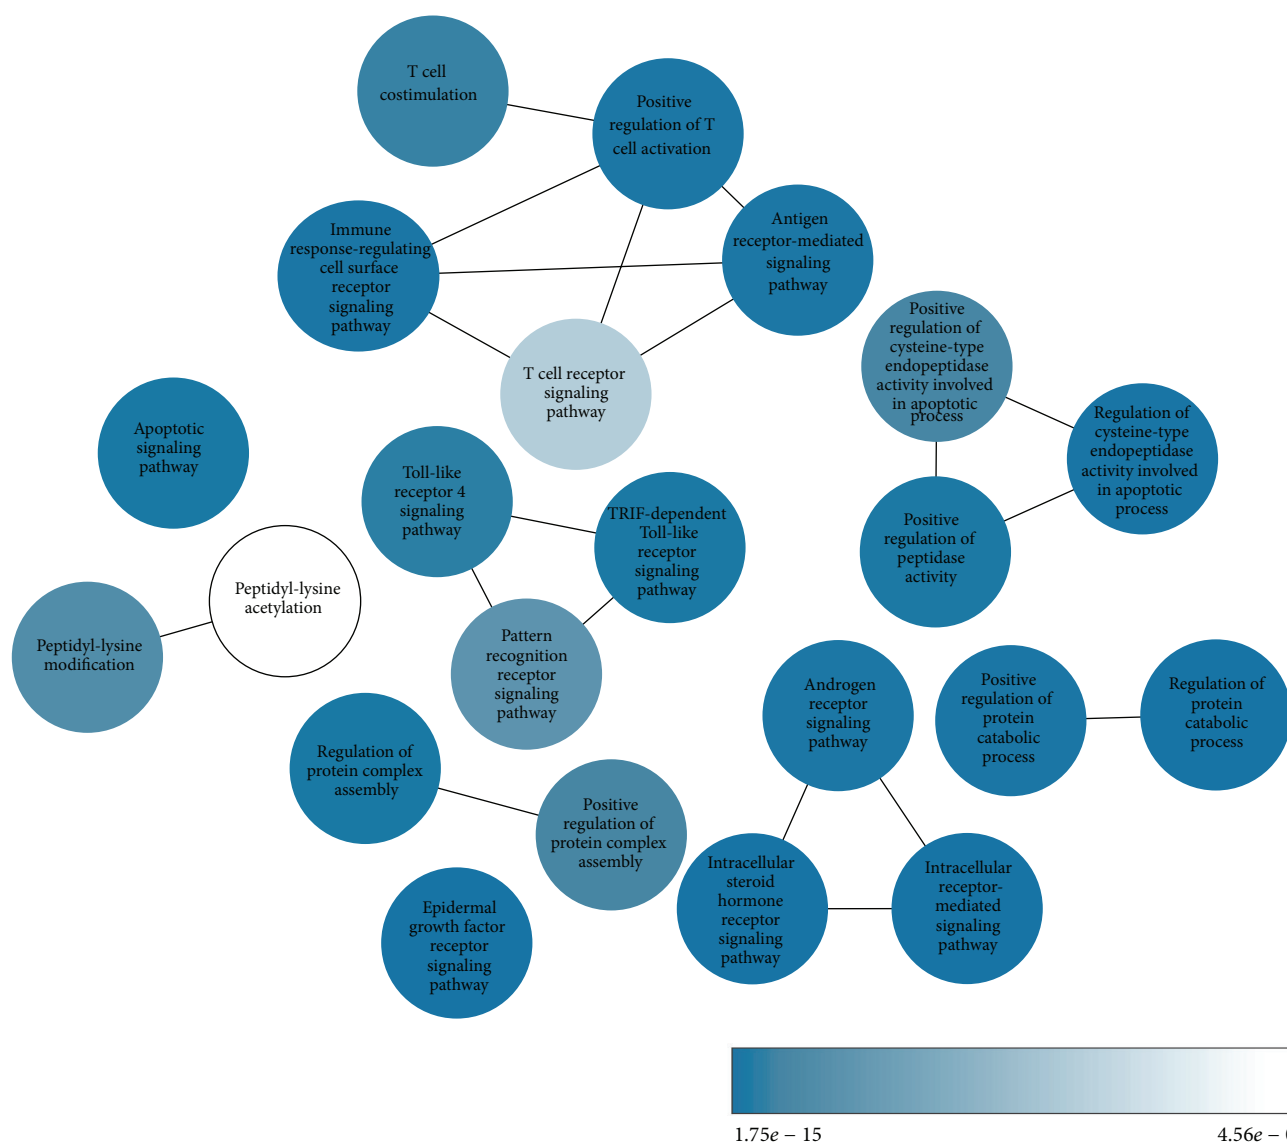 T cell
costimulation
Positive
regulation of T
cell activation
Immune
response-regulating
cell surface
receptor
signaling
pathway
Antigen
receptor-mediated
signaling
pathway
T cell receptor
signaling
pathway
Positive
regulation of
cysteine-type
endopeptidase
activity involved
in apoptotic
process
Regulation of
cysteine-type
endopeptidase
activity involved
in apoptotic
process
Positive
regulation of
peptidase
activity
Apoptotic
signaling
pathway
Toll-like
receptor 4
signaling
pathway
TRIF-dependent
Toll-like
receptor
signaling
pathway
Peptidyl-lysine
acetylation
Peptidyl-lysine
modification
Pattern
recognition
receptor
signaling
pathway
Androgen
receptor
signaling
pathway
Positive
regulation of
protein
catabolic
process
Regulation of
protein
catabolic
process
Regulation of
protein complex
assembly
Positive
regulation of
protein complex
assembly
Intracellular
steroid
hormone
receptor
signaling
pathway
Intracellular
receptor-
mediated
signaling
pathway
Epidermal
growth factor
receptor
signaling
pathway
1.75e − 15
4.56e −